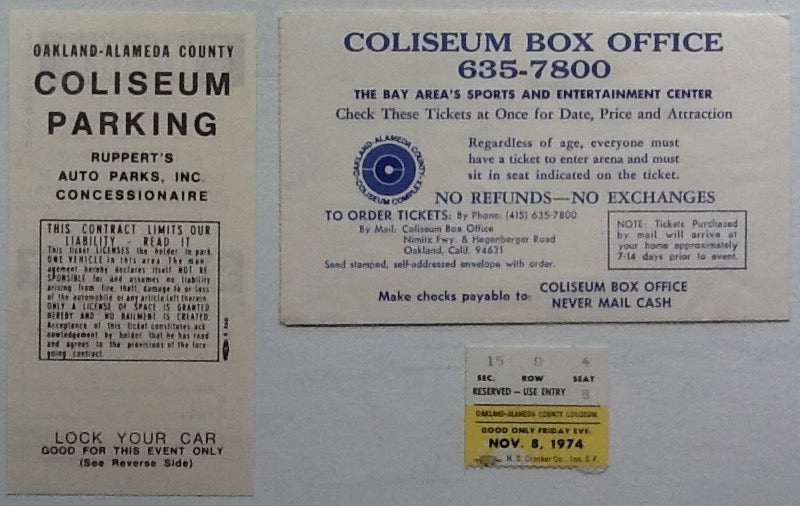 OAKLAND-ALAMEDA COUNTY
COLISEUM
PARKING
RUPPERT'S
AUTO PARKS, INC.
CONCESSIONAIRE
THIS CONTRACT LIMITS OUR
LIABILITY - READ IT
This ticket LICENSES the holder to park
ONE VEHICLE in this area. The man
agement hereby declares itself NOT RE
SPONSIBLE for and assumes no liability
arising from fire, theft, damage to or loss
of the automobile or any article left therein.
ONLY A LICENSE OF SPACE IS GRANTED
HEREBY AND NO BAILMENT IS CREATED.
Acceptance of this ticket constitutes ack
nowledgement by holder that he has read
and agrees to the provisions of the fore-
going contract.
LOCK YOUR CAR
GOOD FOR THIS EVENT ONLY
(See Reverse Side)
COLISEUM BOX OFFICE
635-7800
THE BAY AREA'S SPORTS AND ENTERTAINMENT CENTER
Check These Tickets at Once for Date, Price and Attraction
OAKLAND-ALAMEDA COUNTY
COLISEUM COMPLEX
Regardless of age, everyone must
have a ticket to enter arena and must
sit in seat indicated on the ticket.
NO REFUNDS—NO EXCHANGES
TO ORDER TICKETS: By Phone: (415) 635-7800
By Mail: Coliseum Box Office
Nimitz Fwy. & Hegenberger Road
Oakland, Calif. 94621
Send stamped, self-addressed envelope with order.
NOTE: Tickets Purchased
by mail will arrive at
your home approximately
7-14 days prior to event.
Make checks payable to: COLISEUM BOX OFFICE
NEVER MAIL CASH
15 D 4
SEC. ROW SEAT
RESERVED - USE ENTRY 8
OAKLAND-ALAMEDA COUNTY COLISEUM
GOOD ONLY FRIDAY EVE.
NOV. 8, 1974
N. S. Crocker Co., Inc. S.F.